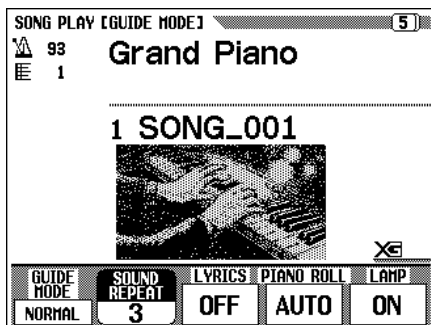 SONG PLAY [GUIDE MODE] 5
93
1
Grand Piano
1 SONG_001
XG
GUIDE MODE
NORMAL
SOUND REPEAT
3
LYRICS
OFF
PIANO ROLL
AUTO
LAMP
ON